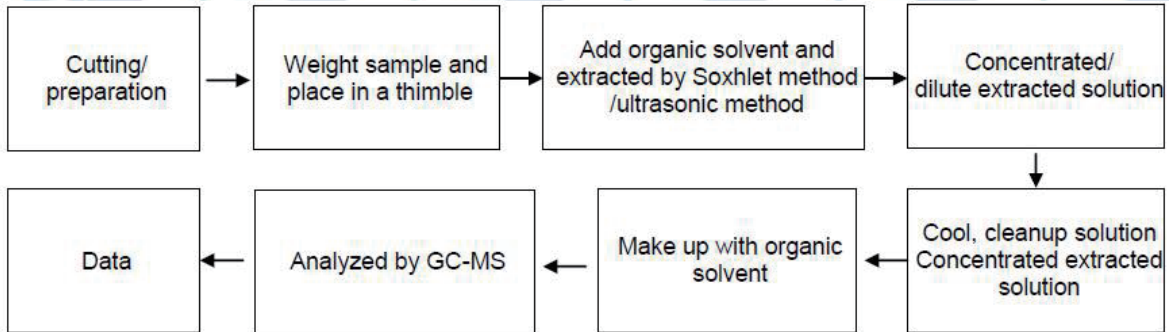 Cutting/
preparation
Weight sample and
place in a thimble
Add organic solvent and
extracted by Soxhlet method
/ultrasonic method
Concentrated/
dilute extracted solution
Cool, cleanup solution
Concentrated extracted
solution
Make up with organic
solvent
Analyzed by GC-MS
Data